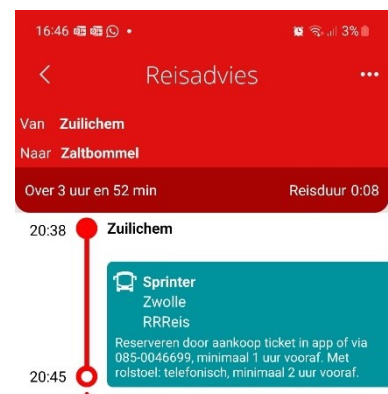 16:46
3%
Reisadvies
Van Zuilichem
Naar Zaltbommel
Over 3 uur en 52 min Reisduur 0:08
20:38 Zuilichem
Sprinter
Zwolle
RRReis
Reserveren door aankoop ticket in app of via
085-0046699, minimaal 1 uur vooraf. Met
rolstoel: telefonisch, minimaal 2 uur vooraf.
20:45